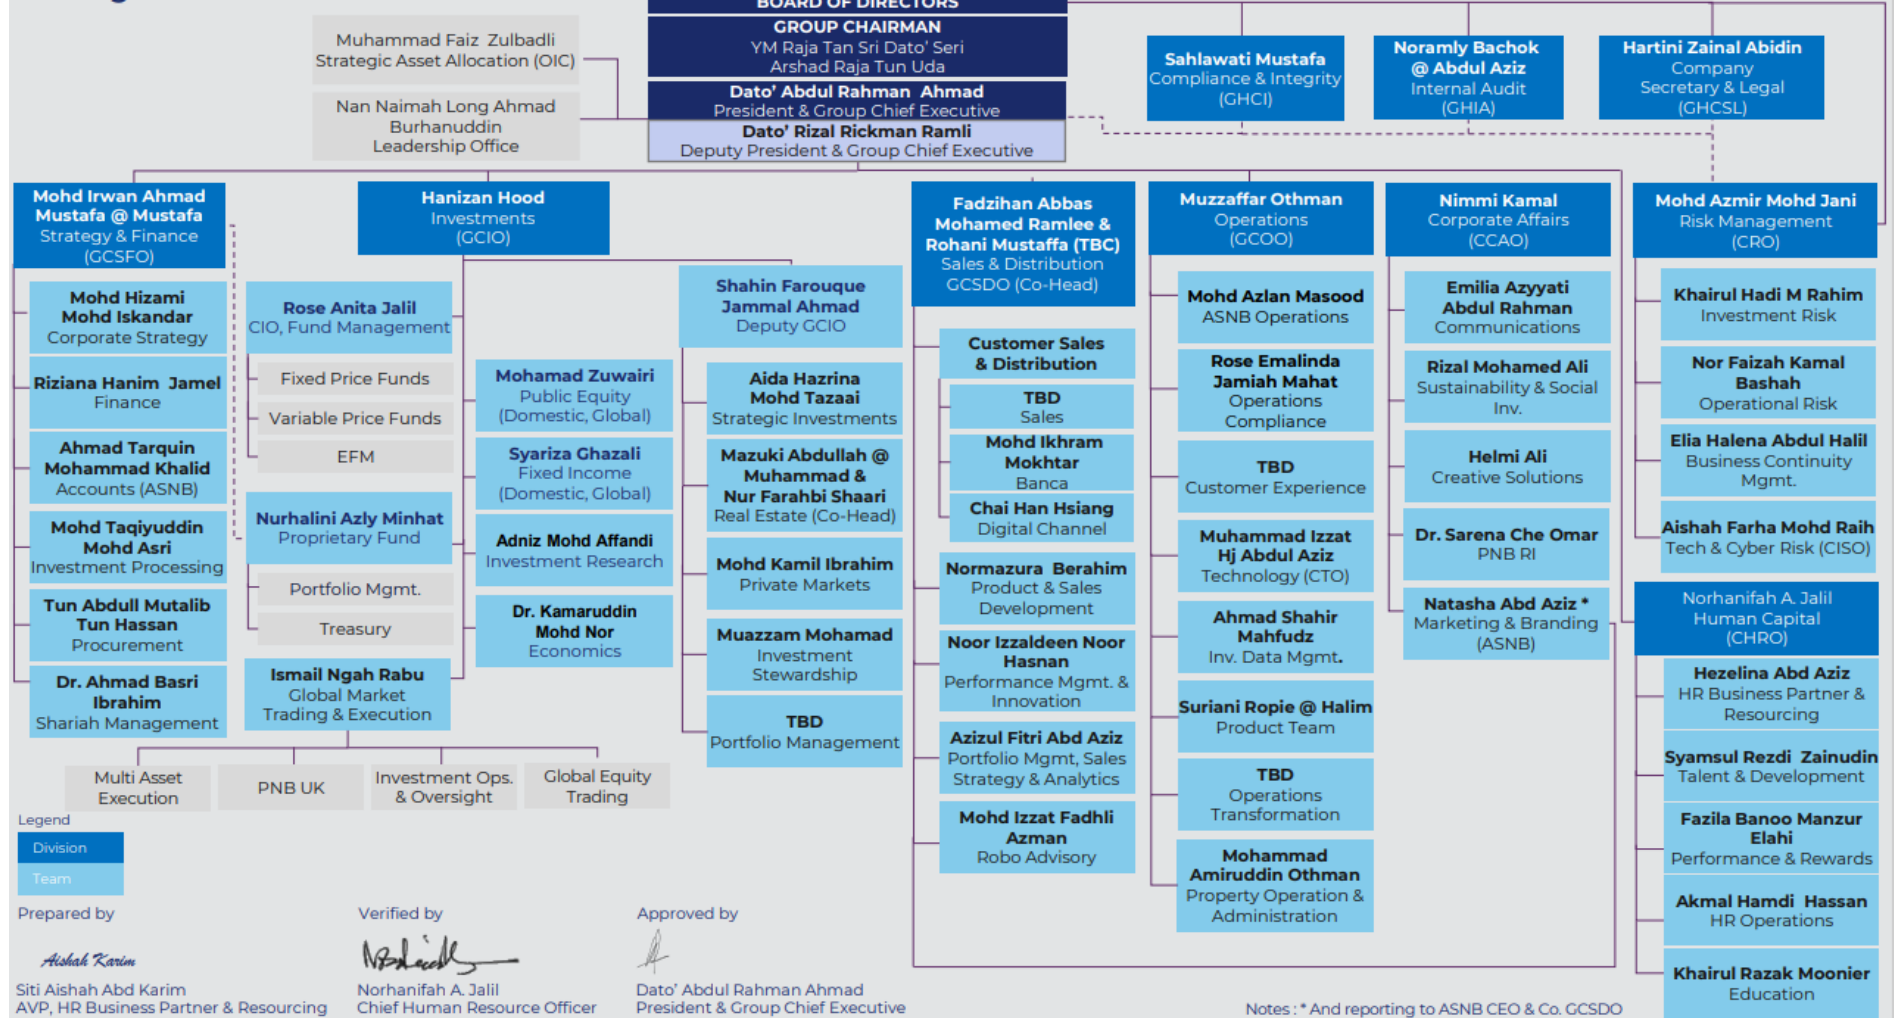 BOARD OF DIRECTORS
GROUP CHAIRMAN
YM Raja Tan Sri Dato' Seri
Arshad Raja Tun Uda
Dato' Abdul Rahman Ahmad
President & Group Chief Executive
Dato' Rizal Rickman Ramli
Deputy President & Group Chief Executive
Muhammad Faiz Zulbadli
Strategic Asset Allocation (OIC)
Nan Naimah Long Ahmad
Burhanuddin
Leadership Office
Sahlawati Mustafa
Compliance & Integrity
(GHCI)
Noramly Bachok
@ Abdul Aziz
Internal Audit
(GHIA)
Hartini Zainal Abidin
Company
Secretary & Legal
(GHCSL)
Mohd Irwan Ahmad
Mustafa @ Mustafa
Strategy & Finance
(GCSFO)
Mohd Hizami
Mohd Iskandar
Corporate Strategy
Riziana Hanim Jamel
Finance
Ahmad Tarquin
Mohammad Khalid
Accounts (ASNB)
Mohd Taqiyuddin
Mohd Asri
Investment Processing
Tun Abdull Mutalib
Tun Hassan
Procurement
Dr. Ahmad Basri
Ibrahim
Shariah Management
Hanizan Hood
Investments
(GCIO)
Rose Anita Jalil
CIO, Fund Management
Fixed Price Funds
Variable Price Funds
EFM
Nurhalini Azly Minhat
Proprietary Fund
Portfolio Mgmt.
Treasury
Ismail Ngah Rabu
Global Market
Trading & Execution
Multi Asset
Execution
PNB UK
Investment Ops.
& Oversight
Global Equity
Trading
Mohamad Zuwairi
Public Equity
(Domestic, Global)
Syariza Ghazali
Fixed Income
(Domestic, Global)
Adniz Mohd Affandi
Investment Research
Dr. Kamaruddin
Mohd Nor
Economics
Shahin Farouque
Jammal Ahmad
Deputy GCIO
Aida Hazrina
Mohd Tazaai
Strategic Investments
Mazuki Abdullah @
Muhammad &
Nur Farahbi Shaari
Real Estate (Co-Head)
Mohd Kamil Ibrahim
Private Markets
Muazzam Mohamad
Investment
Stewardship
TBD
Portfolio Management
Fadzihan Abbas
Mohamed Ramlee &
Rohani Mustaffa (TBC)
Sales & Distribution
GCSDO (Co-Head)
Customer Sales
& Distribution
TBD
Sales
Mohd Ikhram
Mokhtar
Banca
Chai Han Hsiang
Digital Channel
Normazura Berahim
Product & Sales
Development
Noor Izzaldeen Noor
Hasnan
Performance Mgmt. &
Innovation
Azizul Fitri Abd Aziz
Portfolio Mgmt, Sales
Strategy & Analytics
Mohd Izzat Fadhli
Azman
Robo Advisory
Muzzaffar Othman
Operations
(GCOO)
Mohd Azlan Masood
ASNB Operations
Rose Emalinda
Jamiah Mahat
Operations
Compliance
TBD
Customer Experience
Muhammad Izzat
Hj Abdul Aziz
Technology (CTO)
Ahmad Shahir
Mahfudz
Inv. Data Mgmt.
Suriani Ropie @ Halim
Product Team
TBD
Operations
Transformation
Mohammad
Amiruddin Othman
Property Operation &
Administration
Nimmi Kamal
Corporate Affairs
(CCAO)
Emilia Azyyati
Abdul Rahman
Communications
Rizal Mohamed Ali
Sustainability & Social
Inv.
Helmi Ali
Creative Solutions
Dr. Sarena Che Omar
PNB RI
Natasha Abd Aziz *
Marketing & Branding
(ASNB)
Mohd Azmir Mohd Jani
Risk Management
(CRO)
Khairul Hadi M Rahim
Investment Risk
Nor Faizah Kamal
Bashah
Operational Risk
Elia Halena Abdul Halil
Business Continuity
Mgmt.
Aishah Farha Mohd Raih
Tech & Cyber Risk (CISO)
Norhanifah A. Jalil
Human Capital
(CHRO)
Hezelina Abd Aziz
HR Business Partner &
Resourcing
Syamsul Rezdi Zainudin
Talent & Development
Fazila Banoo Manzur
Elahi
Performance & Rewards
Akmal Hamdi Hassan
HR Operations
Khairul Razak Moonier
Education
Legend
Division
Team
Prepared by
Aishah Karim
Siti Aishah Abd Karim
AVP, HR Business Partner & Resourcing
Verified by
Norhanifah A. Jalil
Chief Human Resource Officer
Approved by
Dato' Abdul Rahman Ahmad
President & Group Chief Executive
Notes : * And reporting to ASNB CEO & Co. GCSDO